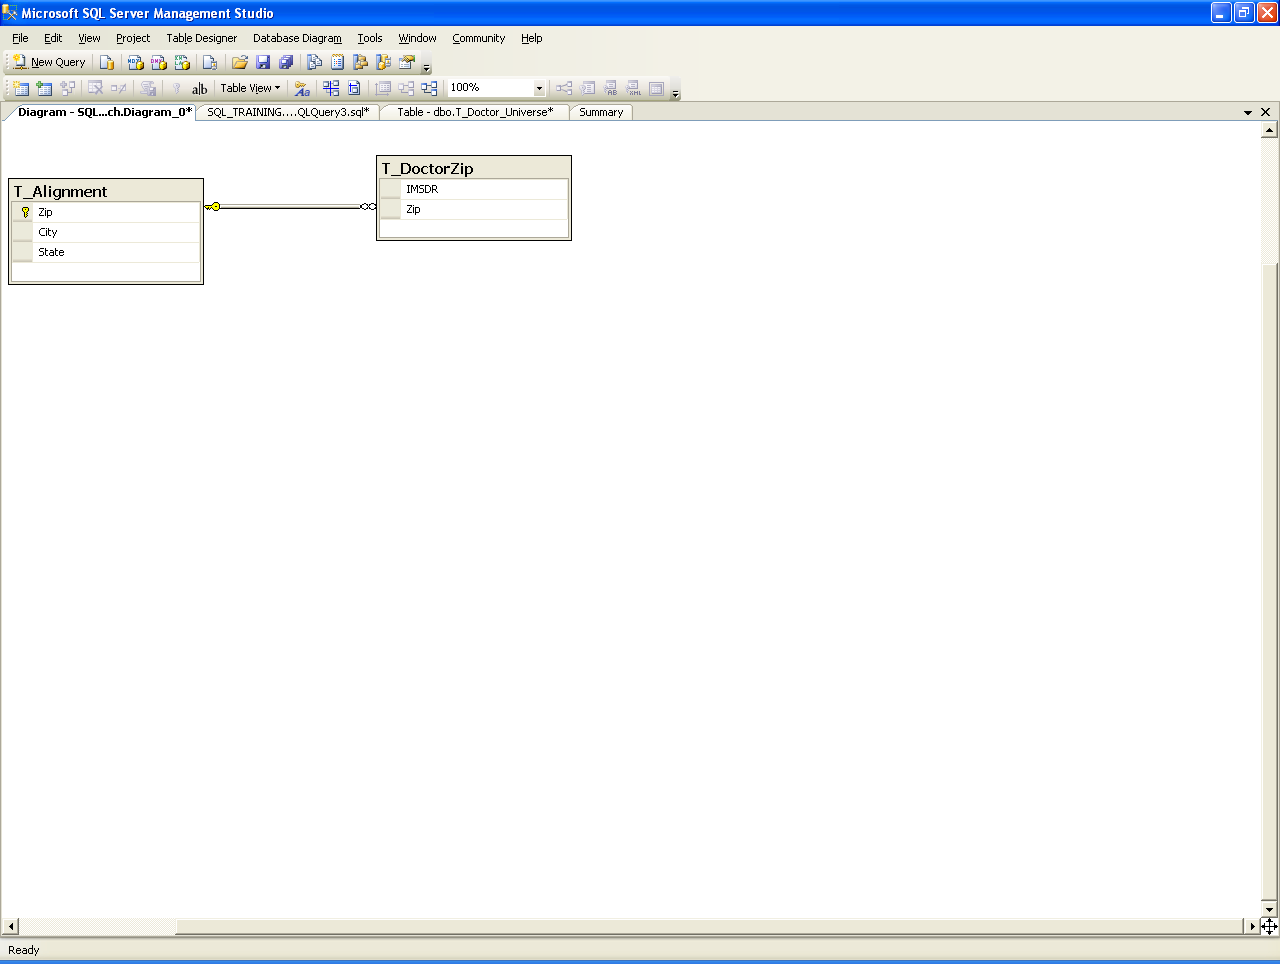 Microsoft SQL Server Management Studio
File Edit View Project Table Designer Database Diagram Tools Window Community Help
New Query
ab Table View 100%
Diagram - SQL...ch.Diagram_0* SQL_TRAINING....QLQuery3.sql* Table - dbo.T_Doctor_Universe* Summary
T_DoctorZip
IMSDR
Zip
T_Alignment
Zip
City
State
Ready